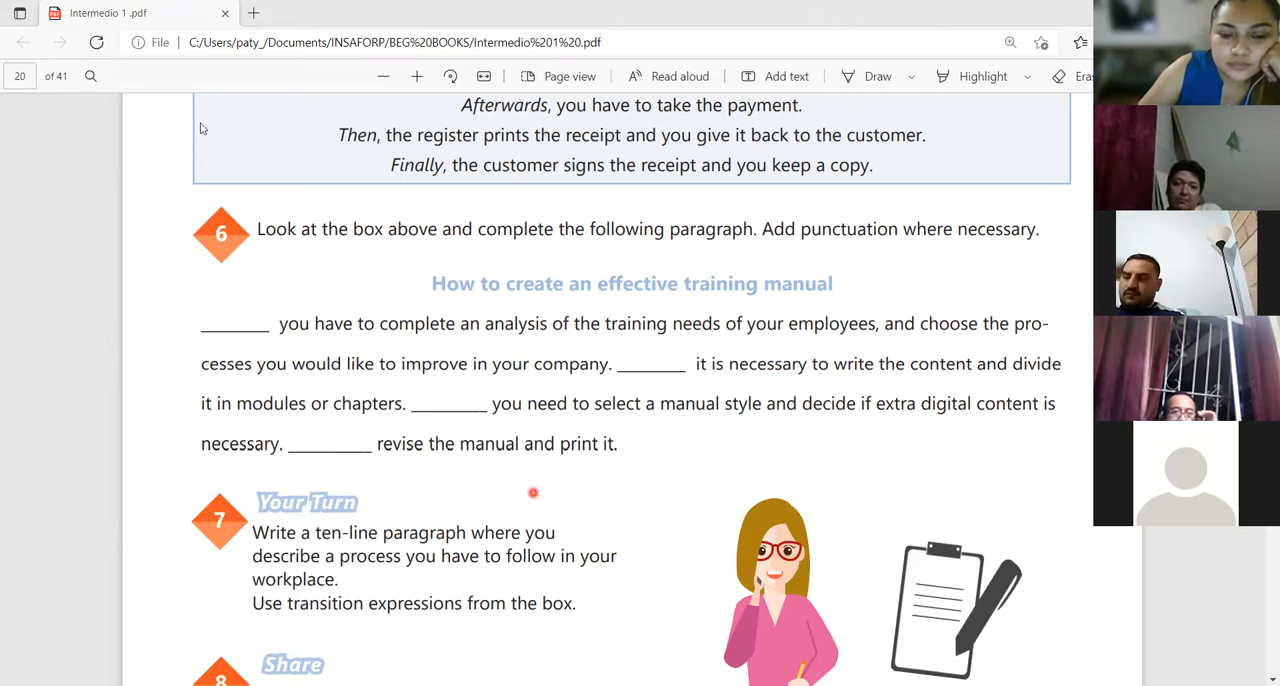 Intermedio 1 .pdf
File
C:/Users/paty_/Documents/INSAFORP/BEG%20BOOKS/Intermedio%201%20.pdf
20 of 41
Page view
Read aloud
Add text
Draw
Highlight
Eras
Afterwards, you have to take the payment.
Then, the register prints the receipt and you give it back to the customer.
Finally, the customer signs the receipt and you keep a copy.
6 Look at the box above and complete the following paragraph. Add punctuation where necessary.
How to create an effective training manual
________ you have to complete an analysis of the training needs of your employees, and choose the pro-
cesses you would like to improve in your company. ________ it is necessary to write the content and divide
it in modules or chapters. _________ you need to select a manual style and decide if extra digital content is
necessary. __________ revise the manual and print it.
7 Your Turn
Write a ten-line paragraph where you
describe a process you have to follow in your
workplace.
Use transition expressions from the box.
8 Share